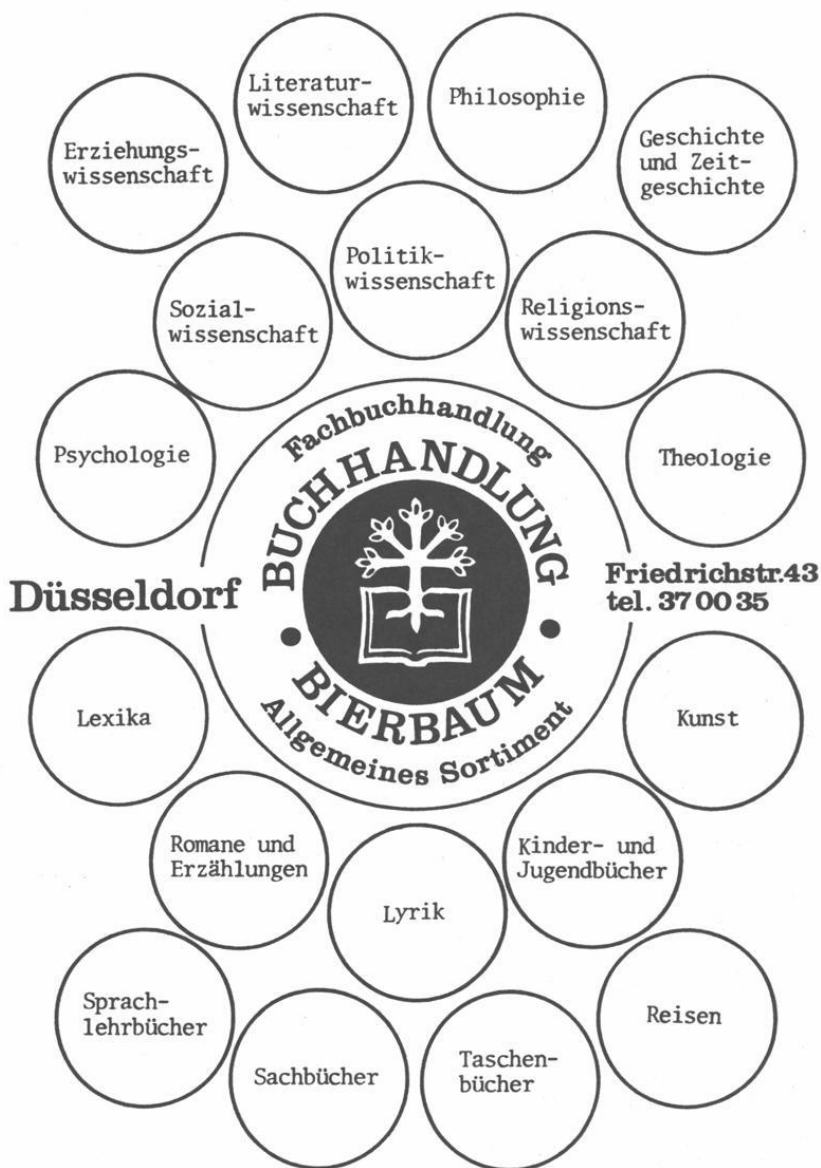 Literatur-
wissenschaft
Philosophie
Erziehungs-
wissenschaft
Geschichte
und Zeit-
geschichte
Politik-
wissenschaft
Sozial-
wissenschaft
Religions-
wissenschaft
Psychologie
Theologie
Fachbuchhandlung
BUCHHANDLUNG
Düsseldorf
Friedrichstr.43
tel. 37 00 35
• BIERBAUM •
Allgemeines Sortiment
Lexika
Kunst
Romane und
Erzählungen
Kinder- und
Jugendbücher
Lyrik
Sprach-
lehrbücher
Reisen
Sachbücher
Taschen-
bücher